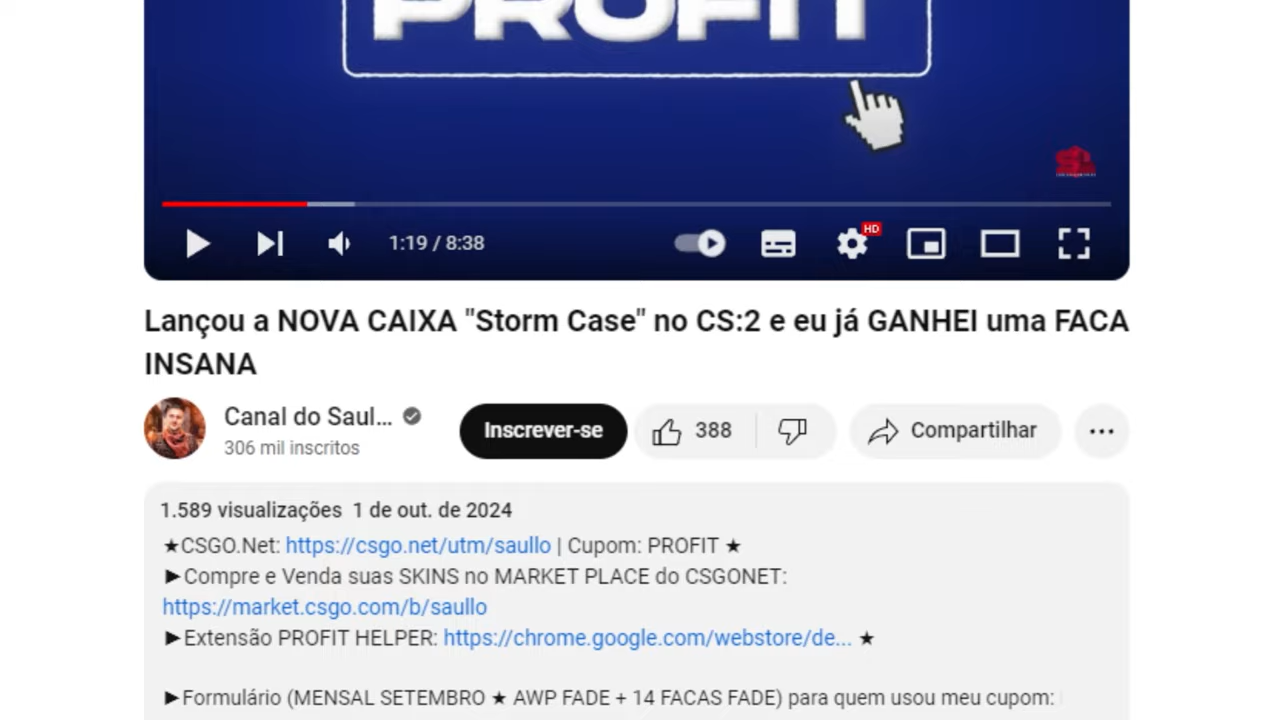 PROFIT
HD
1:19 / 8:38
Lançou a NOVA CAIXA "Storm Case" no CS:2 e eu já GANHEI uma FACA
INSANA
Canal do Saul...
306 mil inscritos
Inscrever-se
388
Compartilhar
1.589 visualizações 1 de out. de 2024
★CSGO.Net: https://csgo.net/utm/saullo | Cupom: PROFIT ★
►Compre e Venda suas SKINS no MARKET PLACE do CSGONET:
https://market.csgo.com/b/saullo
►Extensão PROFIT HELPER: https://chrome.google.com/webstore/de... ★
►Formulário (MENSAL SETEMBRO ★ AWP FADE + 14 FACAS FADE) para quem usou meu cupom: